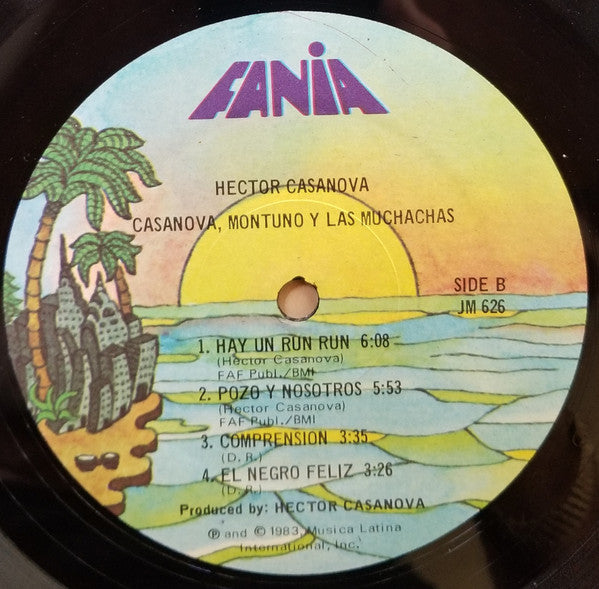 FANIA
HECTOR CASANOVA
CASANOVA, MONTUNO Y LAS MUCHACHAS
SIDE B
JM 626
1. HAY UN RUN RUN 6:08
(Hector Casanova)
FAF Publ./BMI
2. POZO Y NOSOTROS 5:53
(Hector Casanova)
FAF Publ./BMI
3. COMPRENSION 3:35
(D. R.)
4. EL NEGRO FELIZ 3:26
(D. R.)
Produced by: HECTOR CASANOVA
℗ and © 1983, Musica Latina
International, Inc.